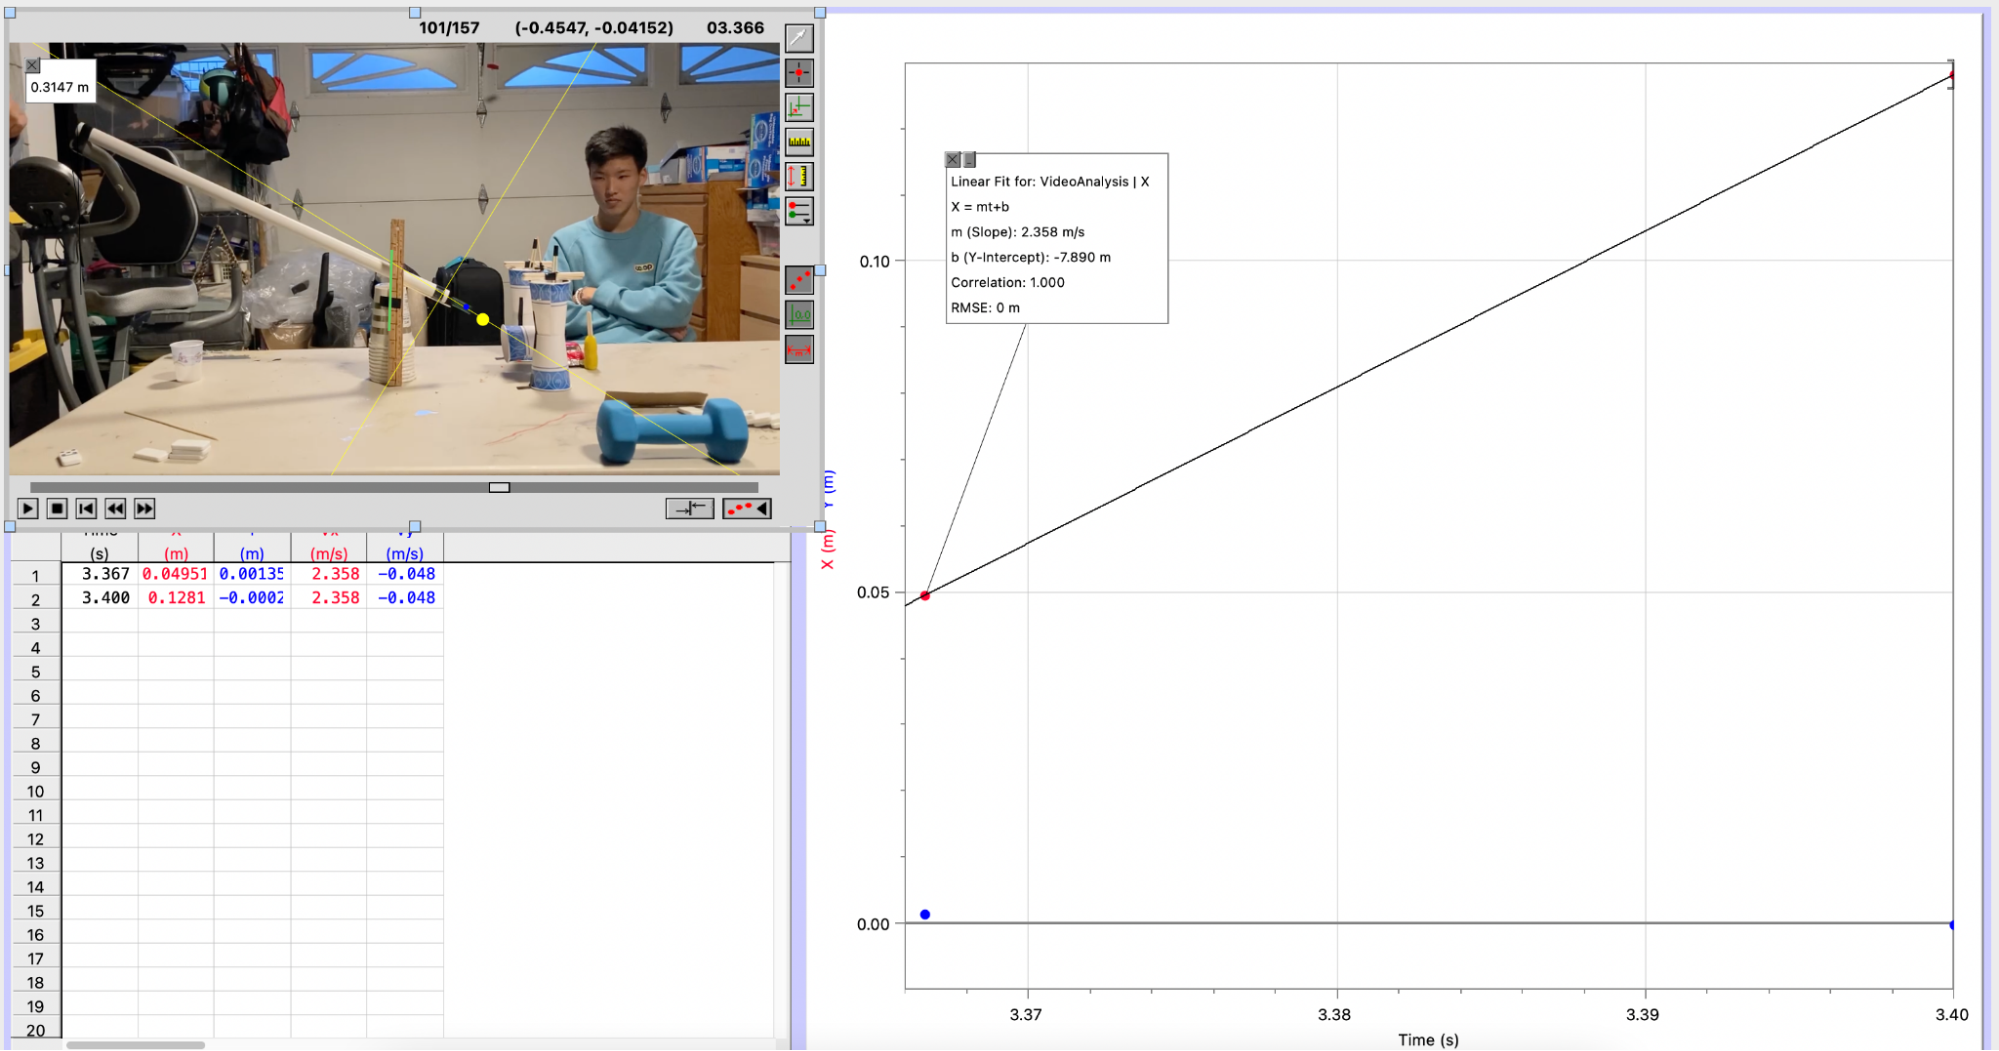 101/157 (-0.4547, -0.04152) 03.366
0.3147 m
Linear Fit for: VideoAnalysis | X
X = mt+b
m (Slope): 2.358 m/s
b (Y-Intercept): -7.890 m
Correlation: 1.000
RMSE: 0 m
0.10
0.05
0.00
X (m) Y (m)
3.37 3.38 3.39 3.40
Time (s)
(s) (m) (m) (m/s) (m/s)
1 3.367 0.04951 0.00135 2.358 -0.048
2 3.400 0.1281 -0.0002 2.358 -0.048
3
4
5
6
7
8
9
10
11
12
13
14
15
16
17
18
19
20